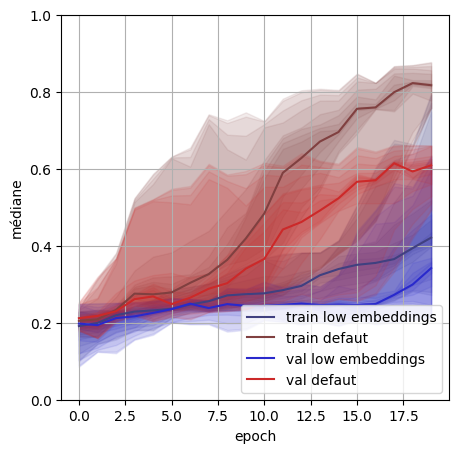 1.0
0.8
0.6
0.4
0.2
0.0
médiane
0.0 2.5 5.0 7.5 10.0 12.5 15.0 17.5
epoch
train low embeddings
train defaut
val low embeddings
val defaut